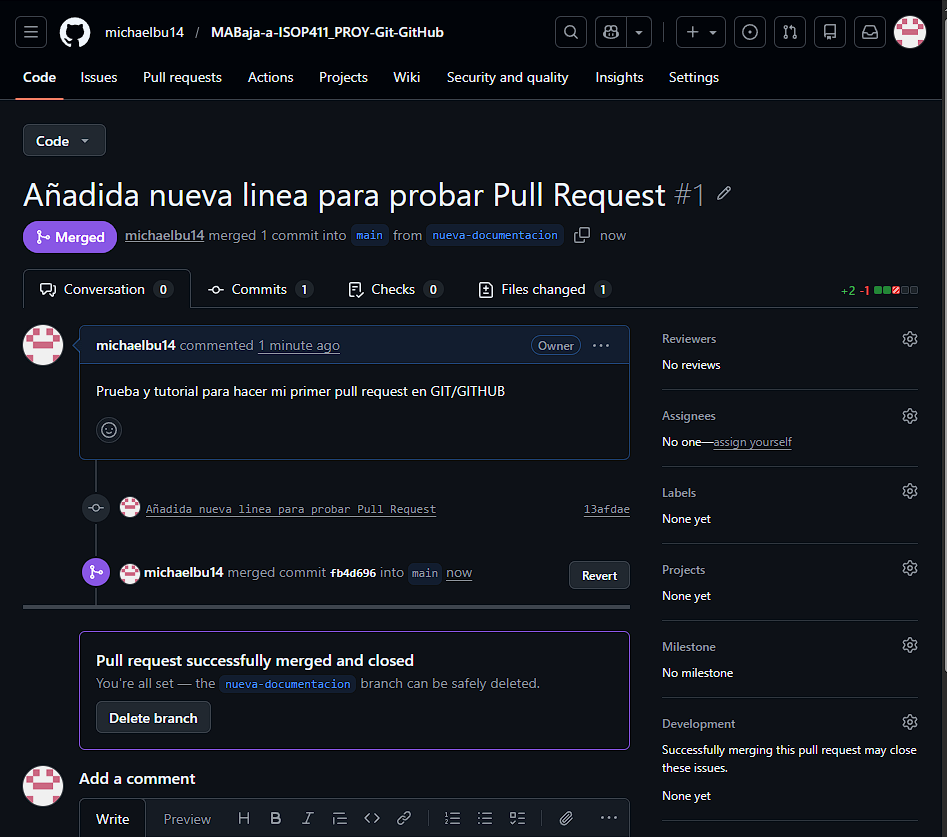 michaelbu14 / MABaja-a-ISOP411_PROY-Git-GitHub
Code Issues Pull requests Actions Projects Wiki Security and quality Insights Settings
Code
Añadida nueva linea para probar Pull Request #1
Merged michaelbu14 merged 1 commit into main from nueva-documentacion now
Conversation 0 Commits 1 Checks 0 Files changed 1 +2 -1
michaelbu14 commented 1 minute ago Owner
Prueba y tutorial para hacer mi primer pull request en GIT/GITHUB
Añadida nueva linea para probar Pull Request 13afdae
michaelbu14 merged commit fb4d696 into main now Revert
Pull request successfully merged and closed
You're all set — the nueva-documentacion branch can be safely deleted.
Delete branch
Add a comment
Write Preview H B I
Reviewers
No reviews
Assignees
No one—assign yourself
Labels
None yet
Projects
None yet
Milestone
No milestone
Development
Successfully merging this pull request may close
these issues.
None yet